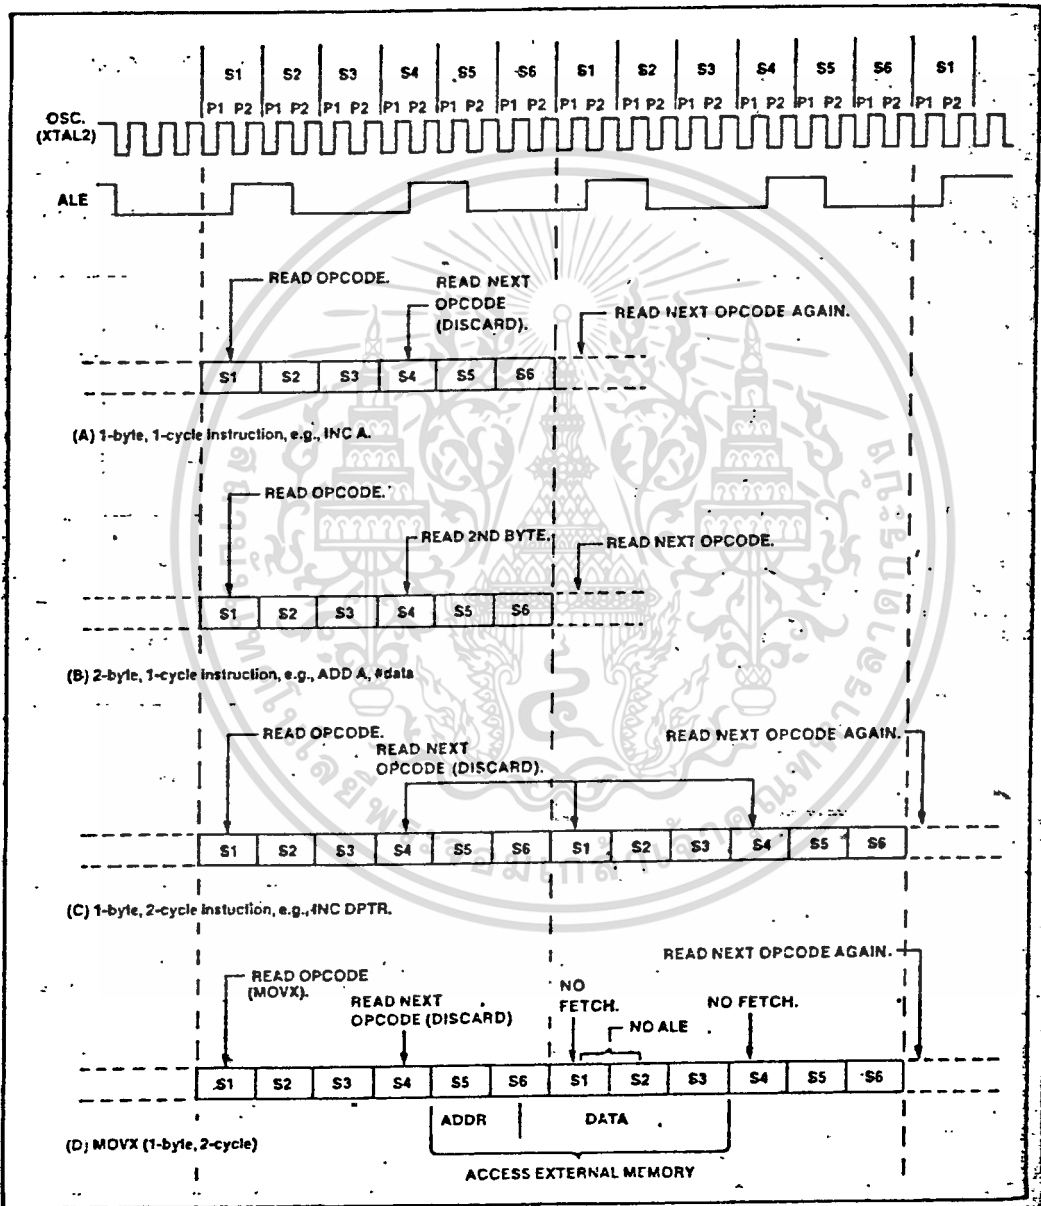 S1 S2 S3 S4 S5 S6 S1 S2 S3 S4 S5 S6 S1
P1 P2 P1 P2 P1 P2 P1 P2 P1 P2 P1 P2 P1 P2 P1 P2 P1 P2 P1 P2 P1 P2 P1 P2 P1 P2
OSC.
(XTAL2)
ALE
READ OPCODE.
READ NEXT
OPCODE
(DISCARD).
READ NEXT OPCODE AGAIN.
S1 S2 S3 S4 S5 S6
(A) 1-byte, 1-cycle instruction, e.g., INC A.
READ OPCODE.
READ 2ND BYTE.
READ NEXT OPCODE.
S1 S2 S3 S4 S5 S6
(B) 2-byte, 1-cycle instruction, e.g., ADD A, #data
READ OPCODE.
READ NEXT
OPCODE (DISCARD).
READ NEXT OPCODE AGAIN.
S1 S2 S3 S4 S5 S6 S1 S2 S3 S4 S5 S6
(C) 1-byte, 2-cycle instuction, e.g., INC DPTR.
READ OPCODE
(MOVX).
READ NEXT
OPCODE (DISCARD)
NO
FETCH.
NO ALE
NO FETCH.
READ NEXT OPCODE AGAIN.
S1 S2 S3 S4 S5 S6 S1 S2 S3 S4 S5 S6
ADDR DATA
(D) MOVX (1-byte, 2-cycle)
ACCESS EXTERNAL MEMORY